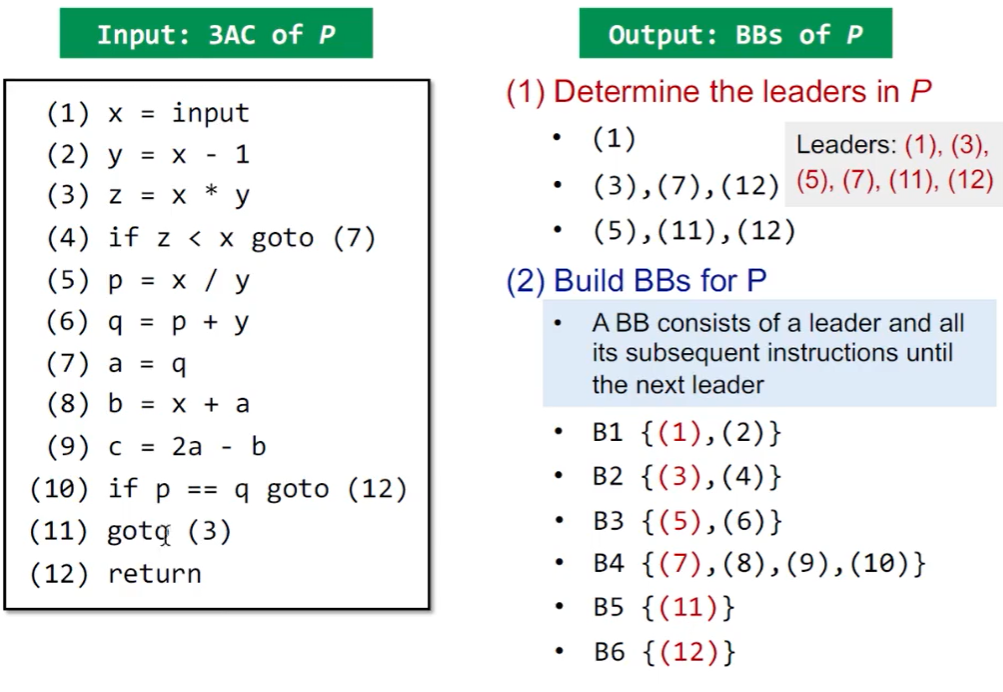 Input: 3AC of P
(1) x = input
(2) y = x - 1
(3) z = x * y
(4) if z < x goto (7)
(5) p = x / y
(6) q = p + y
(7) a = q
(8) b = x + a
(9) c = 2a - b
(10) if p == q goto (12)
(11) goto (3)
(12) return
Output: BBs of P
(1) Determine the leaders in P
• (1)
• (3),(7),(12)
• (5),(11),(12)
Leaders: (1), (3),
(5), (7), (11), (12)
(2) Build BBs for P
• A BB consists of a leader and all
its subsequent instructions until
the next leader
• B1 {(1),(2)}
• B2 {(3),(4)}
• B3 {(5),(6)}
• B4 {(7),(8),(9),(10)}
• B5 {(11)}
• B6 {(12)}